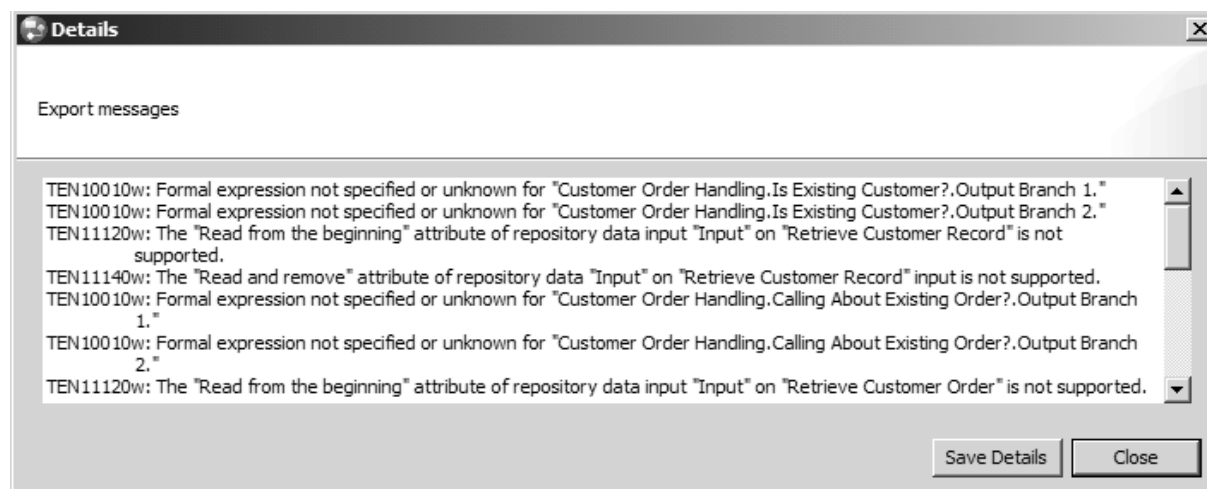 Details
Export messages
TEN10010w: Formal expression not specified or unknown for "Customer Order Handling.Is Existing Customer?.Output Branch 1."
TEN10010w: Formal expression not specified or unknown for "Customer Order Handling.Is Existing Customer?.Output Branch 2."
TEN11120w: The "Read from the beginning" attribute of repository data input "Input" on "Retrieve Customer Record" is not
supported.
TEN11140w: The "Read and remove" attribute of repository data "Input" on "Retrieve Customer Record" input is not supported.
TEN10010w: Formal expression not specified or unknown for "Customer Order Handling.Calling About Existing Order?.Output Branch
1."
TEN10010w: Formal expression not specified or unknown for "Customer Order Handling.Calling About Existing Order?.Output Branch
2."
TEN11120w: The "Read from the beginning" attribute of repository data input "Input" on "Retrieve Customer Order" is not supported.
Save Details
Close